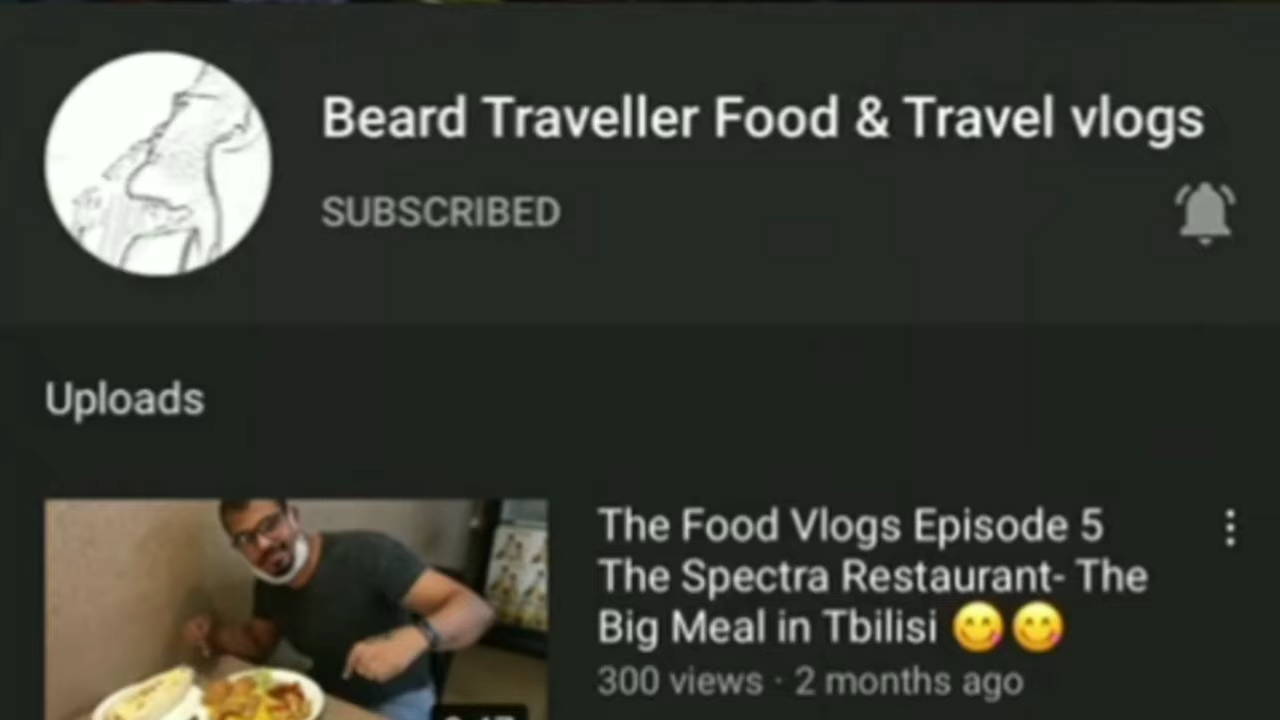 Beard Traveller Food & Travel vlogs
SUBSCRIBED
Uploads
The Food Vlogs Episode 5
The Spectra Restaurant- The
Big Meal in Tbilisi 😋😋
300 views · 2 months ago